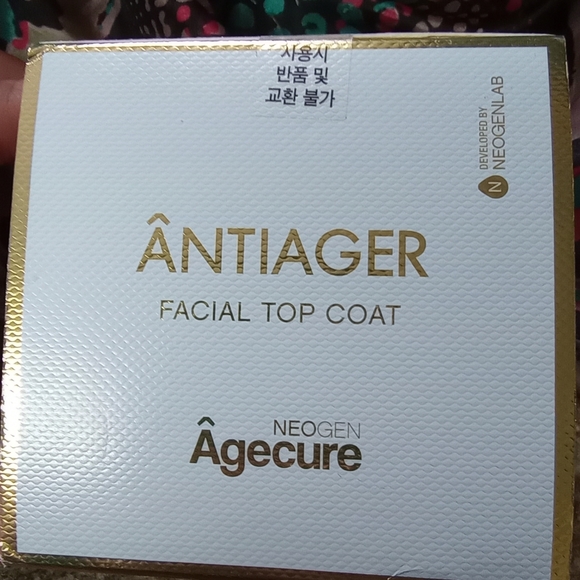 사용시
반품 및
교환 불가
DEVELOPED BY
N NEOGENLAB
ÂNTIAGER
FACIAL TOP COAT
NEOGEN
Âgecure